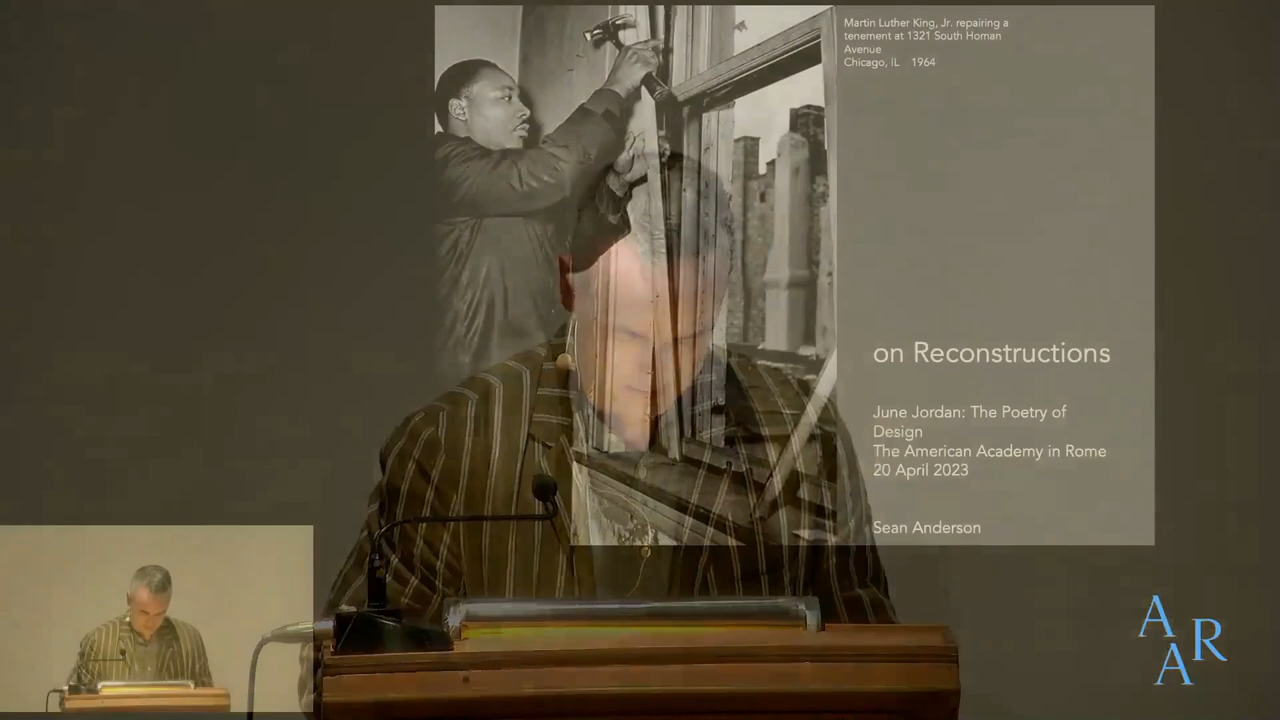 Martin Luther King, Jr. repairing a
tenement at 1321 South Homan
Avenue
Chicago, IL 1964
on Reconstructions
June Jordan: The Poetry of
Design
The American Academy in Rome
20 April 2023
Sean Anderson
A
A R